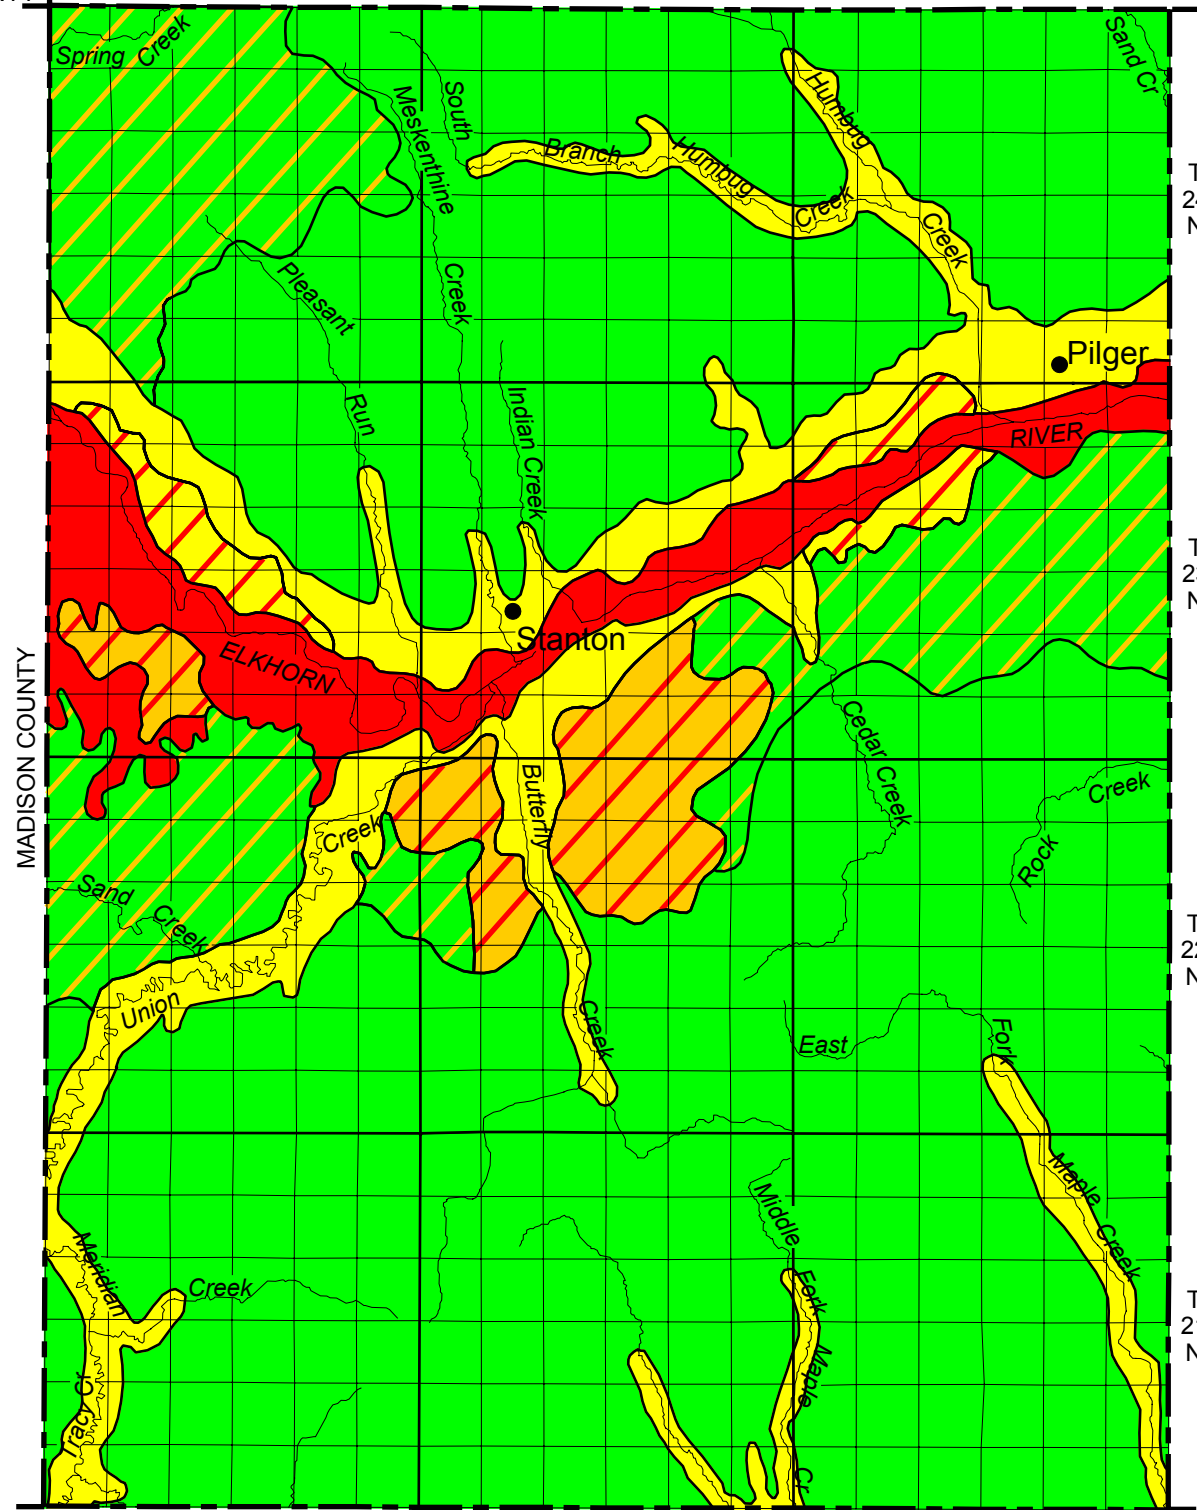 Spring Creek
Sand Cr
South Branch Humbug Creek
Humbug Creek
Meskenthine Creek
Pleasant Run
Indian Creek
Pilger
RIVER
Stanton
ELKHORN
MADISON COUNTY
Cedar Creek
Butterfly Creek
Creek
Rock
Creek
Sand Creek
Union
East Fork Maple Creek
Middle Fork Maple Cr
Meridian Creek
Tracy Cr
T
N
T
N
T
N
T
N